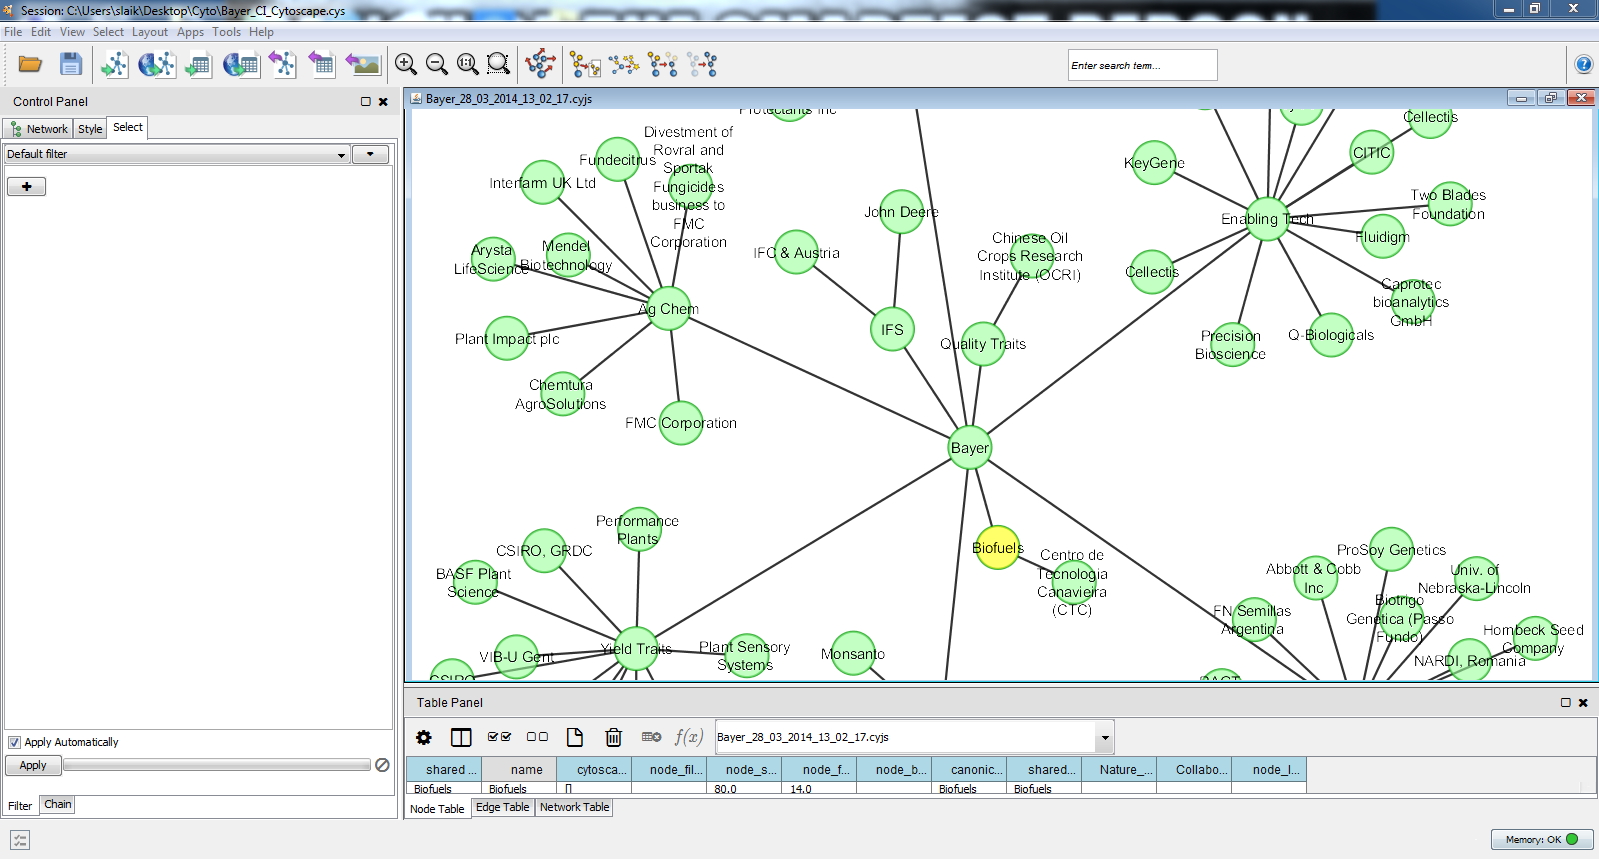 Session: C:\Users\slaik\Desktop\Cyto\Bayer_CI_Cytoscape.cys
File Edit View Select Layout Apps Tools Help
Enter search term...
Control Panel
Network Style Select
Default filter
Apply Automatically
Apply
Filter Chain
Bayer_28_03_2014_13_02_17.cyjs
Protectants Inc
Divestment of
Rovral and
Sportak
Fungicides
business to
FMC
Corporation
Fundecitrus
Interfarm UK Ltd
Arysta
LifeScience
Mendel
Biotechnology
Ag Chem
Plant Impact plc
Chemtura
AgroSolutions
FMC Corporation
John Deere
IFC & Austria
IFS
Chinese Oil
Crops Research
Institute (OCRI)
Quality Traits
Cellectis
CITIC
KeyGene
Two Blades
Foundation
Enabling Tech
Fluidigm
Cellectis
Caprotec
bioanalytics
GmbH
Precision
Bioscience
Q-Biologicals
Bayer
Biofuels
Centro de
Tecnologia
Canavieira
(CTC)
Performance
Plants
CSIRO, GRDC
BASF Plant
Science
Yield Traits
VIB-U Gent
CSIRO
Plant Sensory
Systems
Monsanto
ProSoy Genetics
Abbott & Cobb
Inc
Univ. of
Nebraska-Lincoln
Biotrigo
Genetica (Passo
Fundo)
FN Semillas
Argentina
Hornbeck Seed
Company
NARDI, Romania
Table Panel
f(x)
Bayer_28_03_2014_13_02_17.cyjs
shared ... name cytosca... node_fil... node_s... node_f... node_b... canonic... shared... Nature_... Collabo... node_l...
Biofuels Biofuels [] 80.0 14.0 Biofuels Biofuels
Node Table Edge Table Network Table
Memory: OK